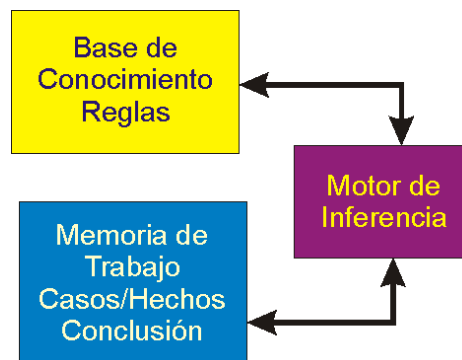 Base de
Conocimiento
Reglas
Motor de
Inferencia
Memoria de
Trabajo
Casos/Hechos
Conclusión